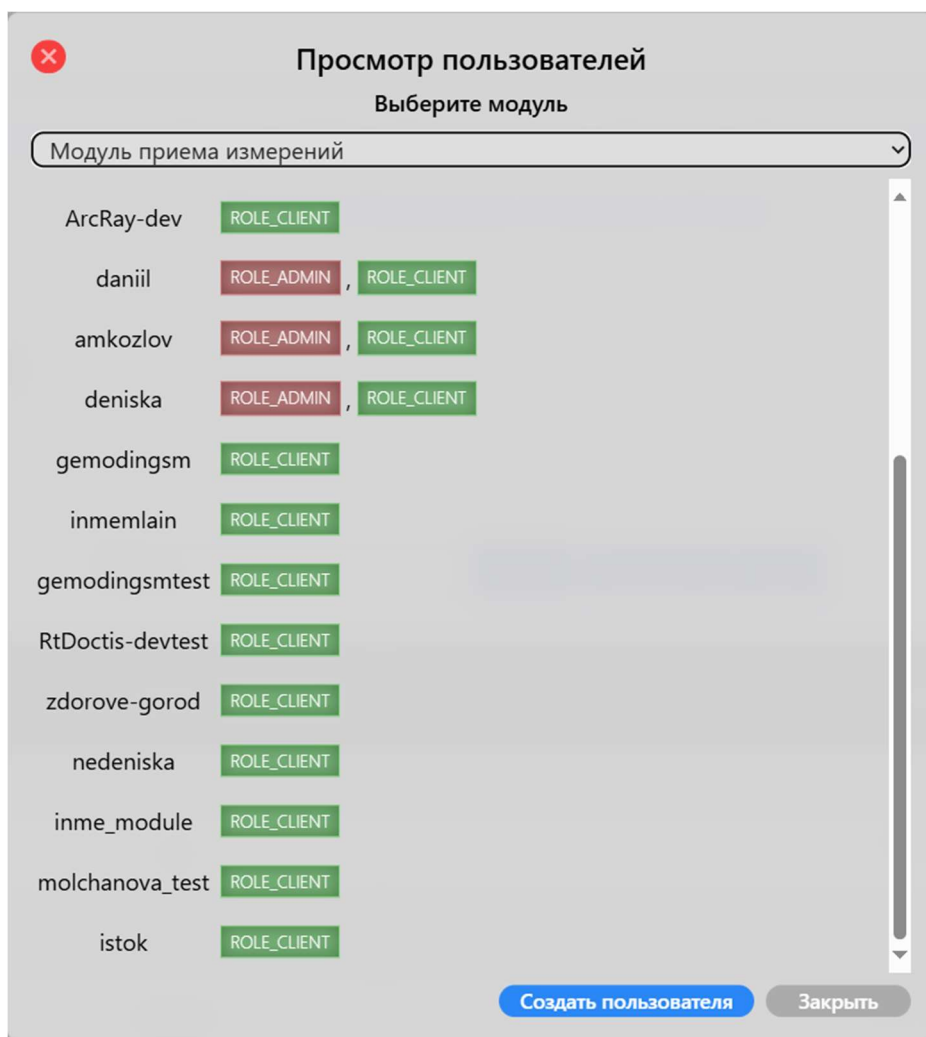 Просмотр пользователей
Выберите модуль
Модуль приема измерений
ArcRay-dev ROLE_CLIENT
daniil ROLE_ADMIN , ROLE_CLIENT
amkozlov ROLE_ADMIN , ROLE_CLIENT
deniska ROLE_ADMIN , ROLE_CLIENT
gemodingsm ROLE_CLIENT
inmemlain ROLE_CLIENT
gemodingsmtest ROLE_CLIENT
RtDoctis-devtest ROLE_CLIENT
zdorove-gorod ROLE_CLIENT
nedeniska ROLE_CLIENT
inme_module ROLE_CLIENT
molchanova_test ROLE_CLIENT
istok ROLE_CLIENT
Создать пользователя Закрыть